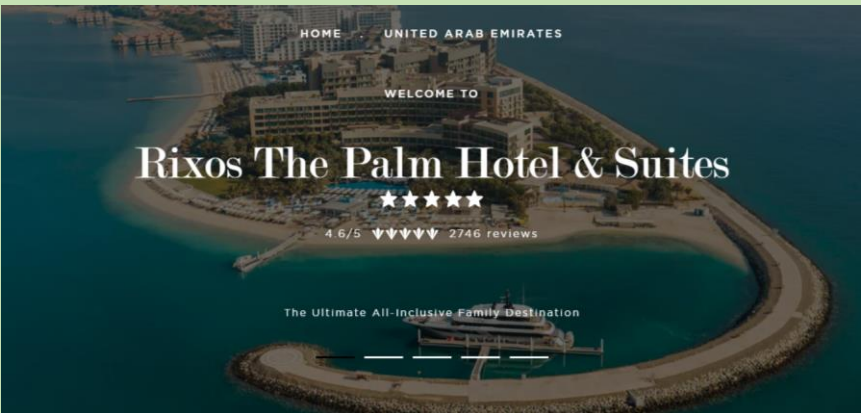 HOME . UNITED ARAB EMIRATES
WELCOME TO
Rixos The Palm Hotel & Suites
4.6/5 2746 reviews
The Ultimate All-Inclusive Family Destination